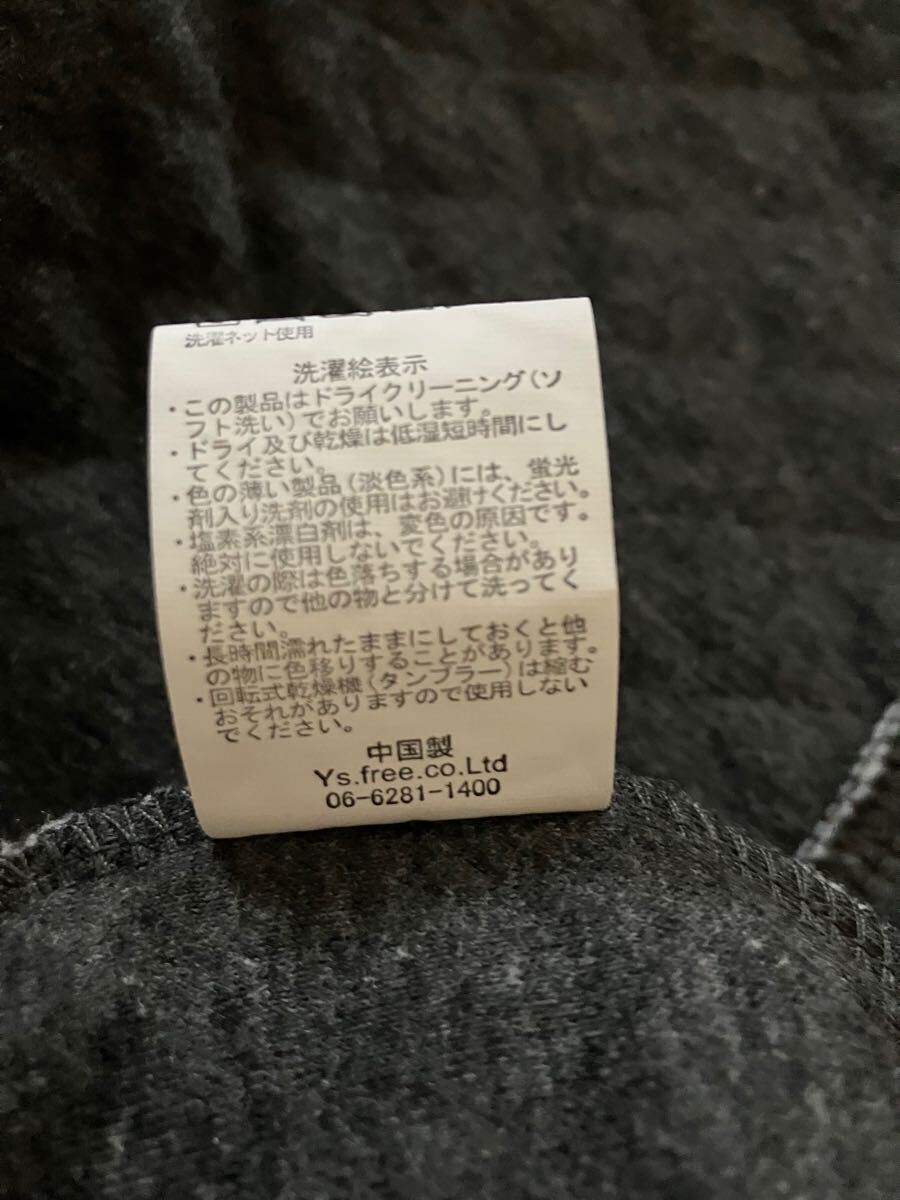 洗濯ネット使用
洗濯絵表示
・この製品はドライクリーニング(ソ
フト洗い)でお願いします。
・ドライ及び乾燥は低湿短時間にし
てください。
・色の薄い製品(淡色系)には、蛍光
剤入り洗剤の使用はお避けください。
・塩素系漂白剤は、変色の原因です。
絶対に使用しないでください。
・洗濯の際は色落ちする場合があり
ますので他の物と分けて洗ってく
ださい。
・長時間濡れたままにしておくと他
の物に色移りすることがあります。
・回転式乾燥機(タンブラー)は縮む
おそれがありますので使用しない
でください。
中国製
Ys.free.co.Ltd
06-6281-1400